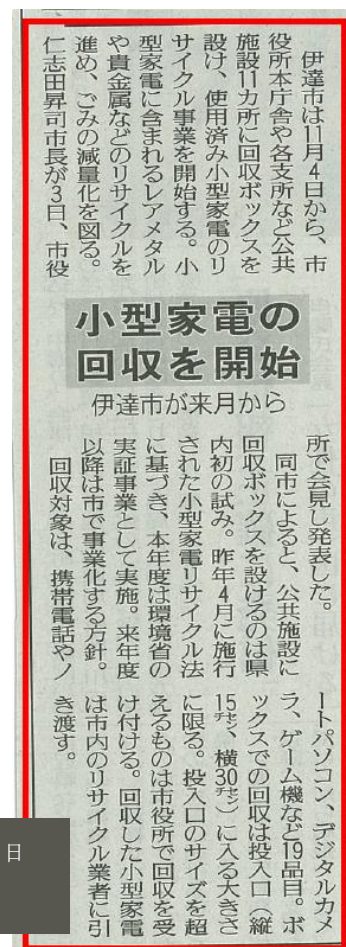 伊達市は11月4日から、市
役所本庁舎や各支所など公共
施設11カ所に回収ボックスを
設け、使用済み小型家電のリ
サイクル事業を開始する。小
型家電に含まれるレアメタル
や貴金属などのリサイクルを
進め、ごみの減量化を図る。
仁志田昇司市長が3日、市役
小型家電の
回収を開始
伊達市が来月から
所で会見し発表した。
同市によると、公共施設に
回収ボックスを設けるのは県
内初の試み。昨年4月に施行
された小型家電リサイクル法
に基づき、本年度は環境省の
実証事業として実施。来年度
以降は市で事業化する方針。
回収対象は、携帯電話やノ
ートパソコン、デジタルカメ
ラ、ゲーム機など19品目。ボ
ックスでの回収は投入口（縦
15㌢、横30㌢）に入る大きさ
に限る。投入口のサイズを超
えるものは市役所で回収を受
け付ける。回収した小型家電
は市内のリサイクル業者に引
き渡す。
日